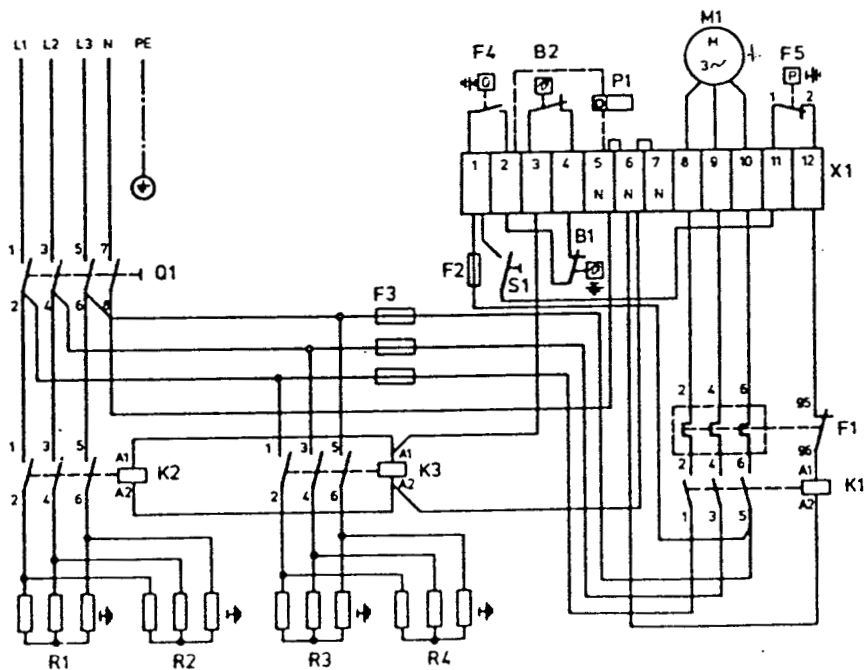 M1
L1 L2 L3 N PE
F4 B2 F5
M
3~
P1
1 2
1 2 3 4 5 6 7 8 9 10 11 12
N N N
X1
1 3 5 7
Q1
F2
S1
B1
2 4 6 8
F3
2 4 6
95
F1
96
1 3 5
A1
K2
A2
1 3 5
A1
K3
A2
2 4 6
A1
K1
A2
2 4 6
2 4 6
1 3 5
R1 R2 R3 R4